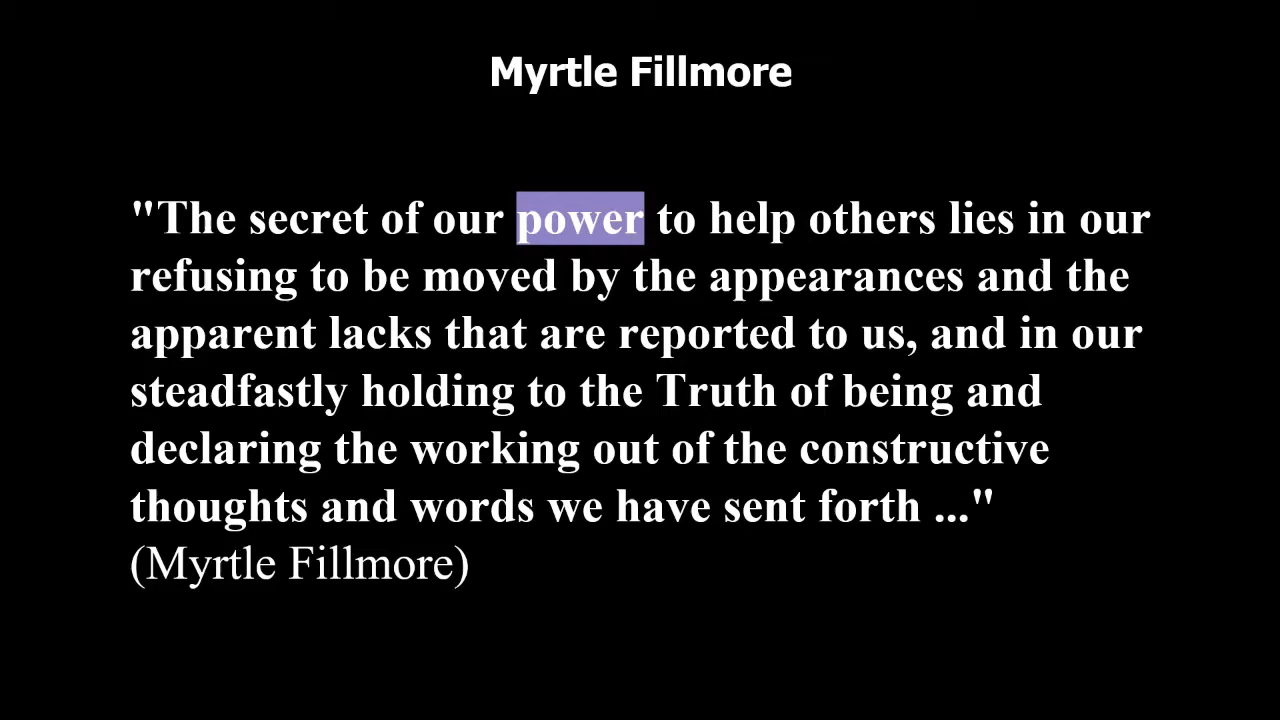 Myrtle Fillmore
"The secret of our power to help others lies in our
refusing to be moved by the appearances and the
apparent lacks that are reported to us, and in our
steadfastly holding to the Truth of being and
declaring the working out of the constructive
thoughts and words we have sent forth ..."
(Myrtle Fillmore)